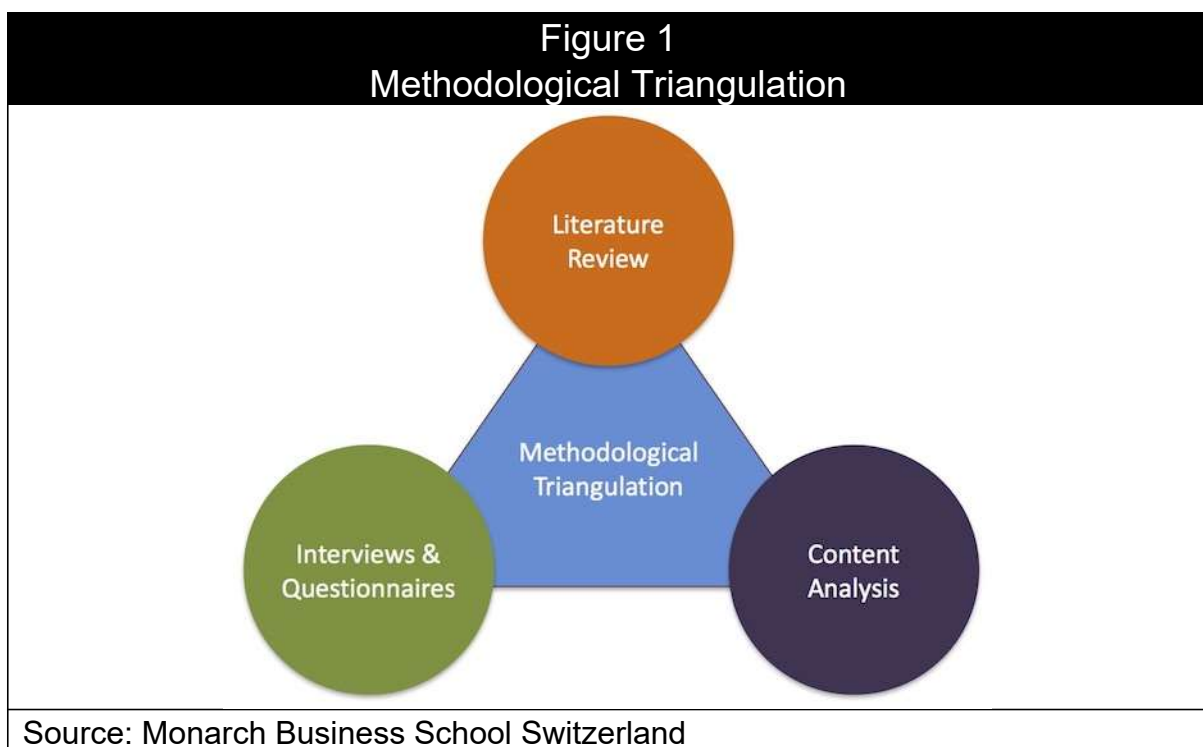 Figure 1
Methodological Triangulation
Literature
Review
Methodological
Triangulation
Interviews &
Questionnaires
Content
Analysis
Source: Monarch Business School Switzerland